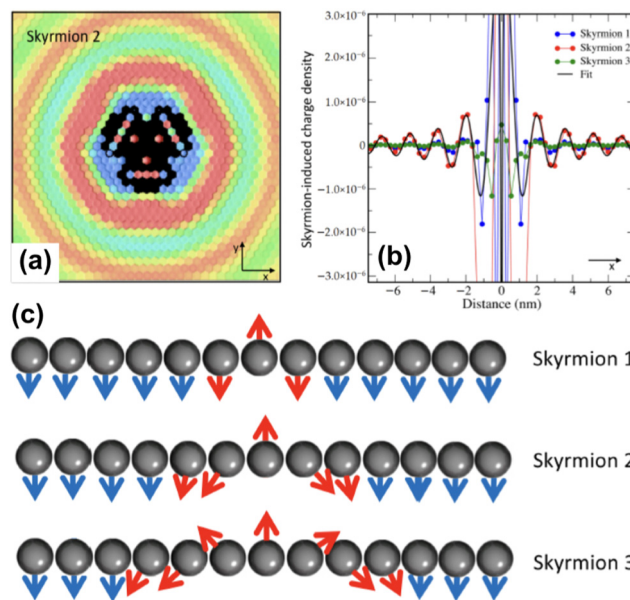 Skyrmion 2
(a)
y
x
Skyrmion-induced charge density
3.0×10⁻⁶
2.0×10⁻⁶
1.0×10⁻⁶
0
-1.0×10⁻⁶
-2.0×10⁻⁶
-3.0×10⁻⁶
Skyrmion 1
Skyrmion 2
Skyrmion 3
Fit
(b)
x
-6 -4 -2 0 2 4 6
Distance (nm)
(c)
Skyrmion 1
Skyrmion 2
Skyrmion 3